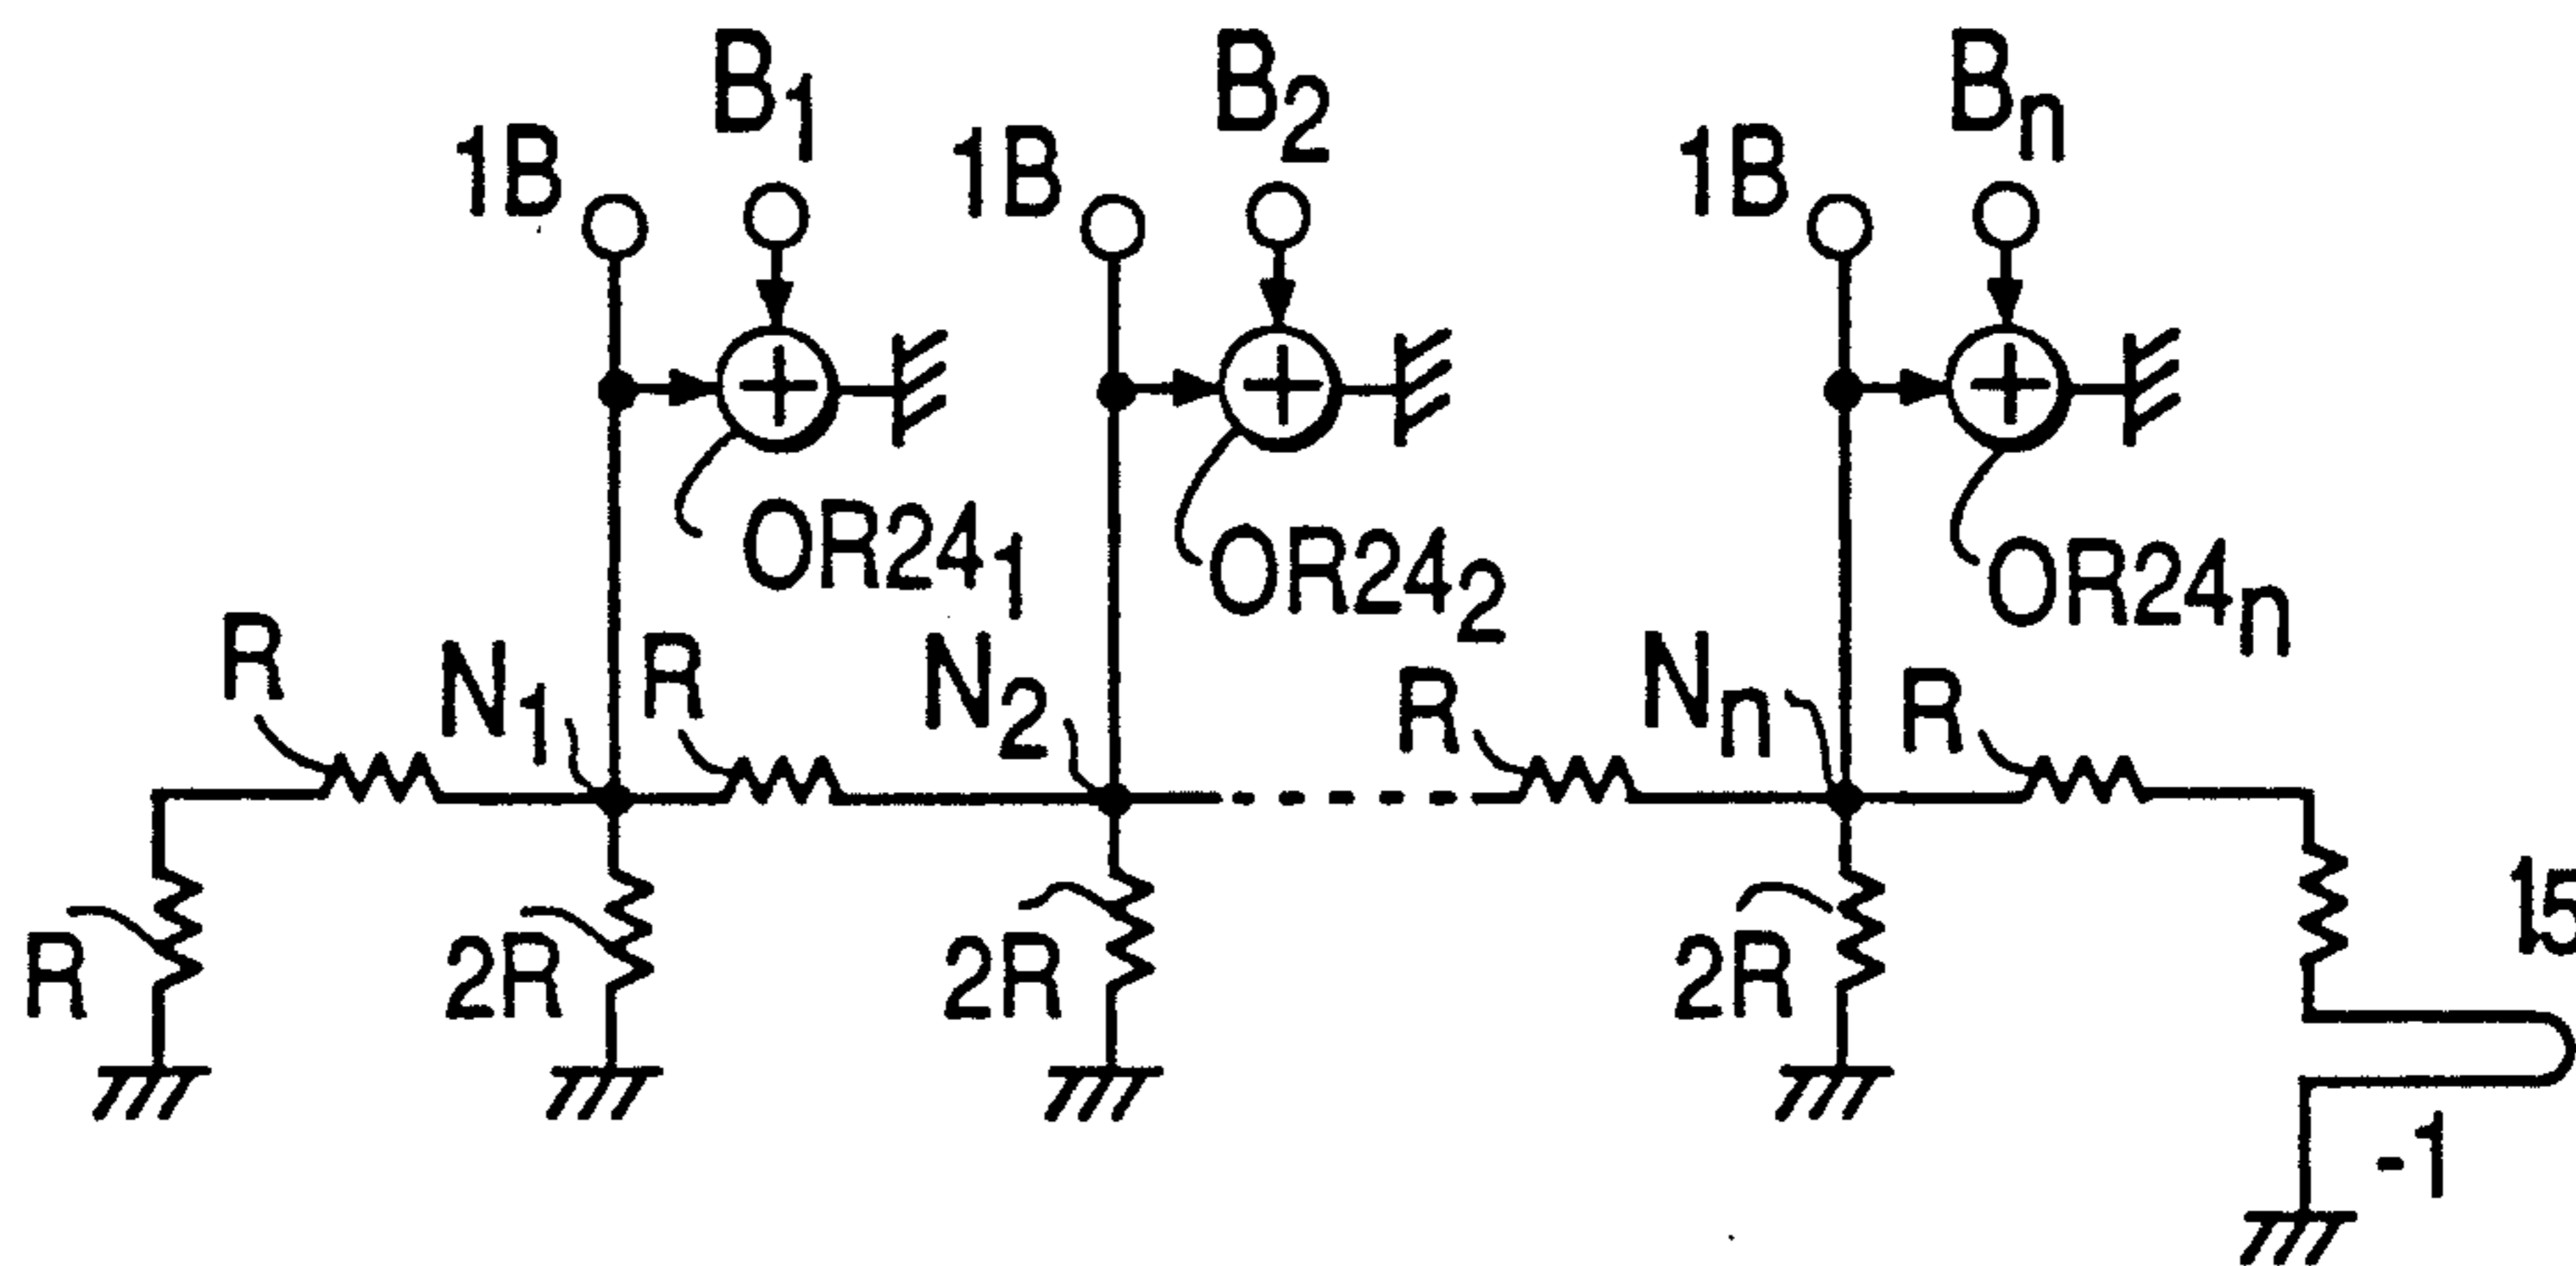 B1 B2 Bn
1B 1B 1B
OR241 OR242 OR24n
R N1 R N2 R Nn R
R 2R 2R 2R 15
-1